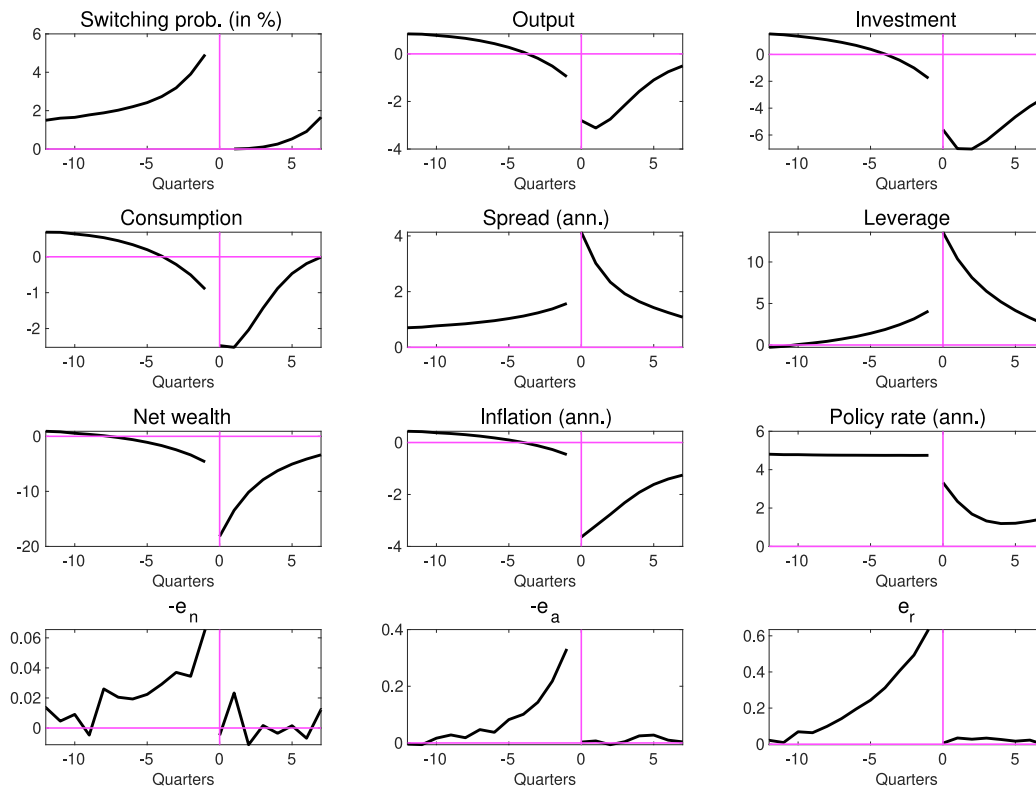 Switching prob. (in %)
6
4
2
0
-10 -5 0 5
Quarters
Output
0
-2
-4
-10 -5 0 5
Quarters
Investment
0
-2
-4
-6
-10 -5 0 5
Quarters
Consumption
0
-1
-2
-10 -5 0 5
Quarters
Spread (ann.)
4
2
0
-10 -5 0 5
Quarters
Leverage
10
5
0
-10 -5 0 5
Quarters
Net wealth
0
-10
-20
-10 -5 0 5
Quarters
Inflation (ann.)
0
-2
-4
-10 -5 0 5
Quarters
Policy rate (ann.)
6
4
2
0
-10 -5 0 5
Quarters
-e_n
0.06
0.04
0.02
0
-10 -5 0 5
Quarters
-e_a
0.4
0.2
0
-10 -5 0 5
Quarters
e_r
0.6
0.4
0.2
0
-10 -5 0 5
Quarters